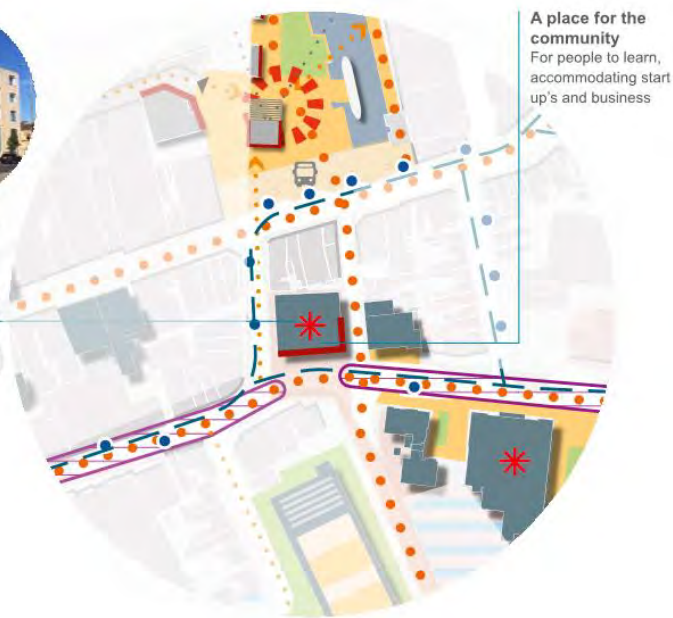 A place for the
community
For people to learn,
accommodating start
up's and business